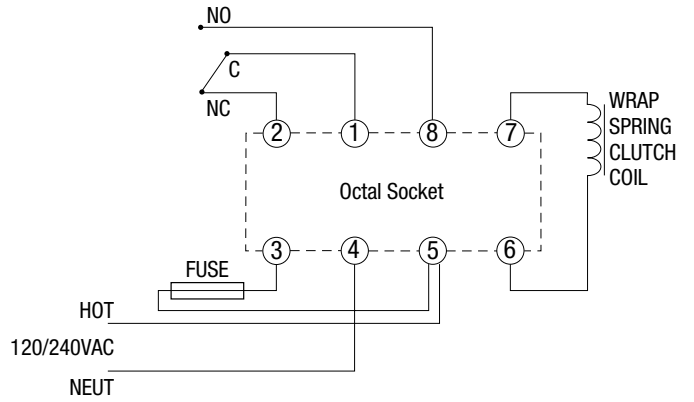 NO
C
NC
2 1 8 7
WRAP
SPRING
CLUTCH
COIL
Octal Socket
3 4 5 6
FUSE
HOT
120/240VAC
NEUT